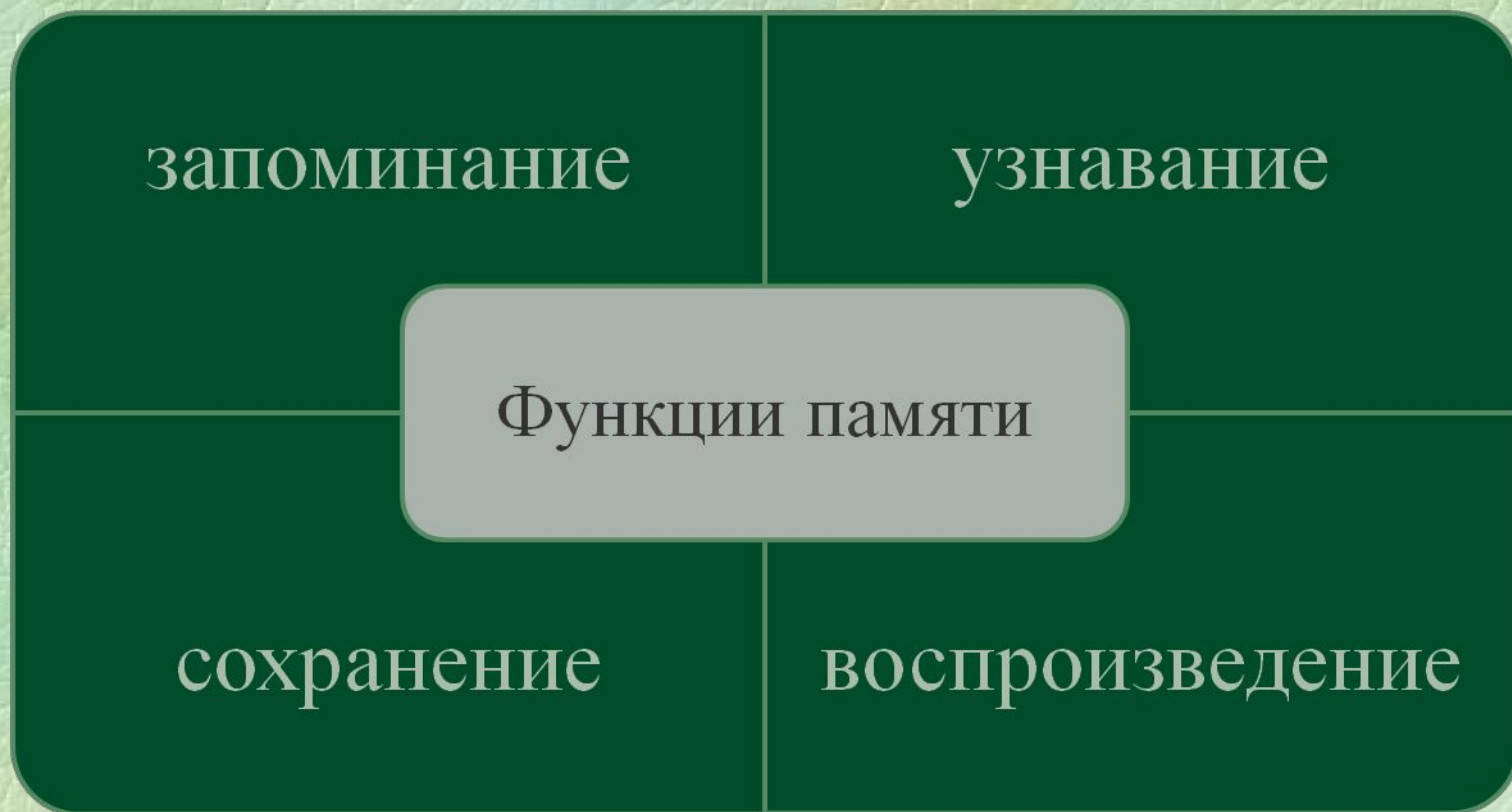 запоминание
узнавание
Функции памяти
сохранение
воспроизведение